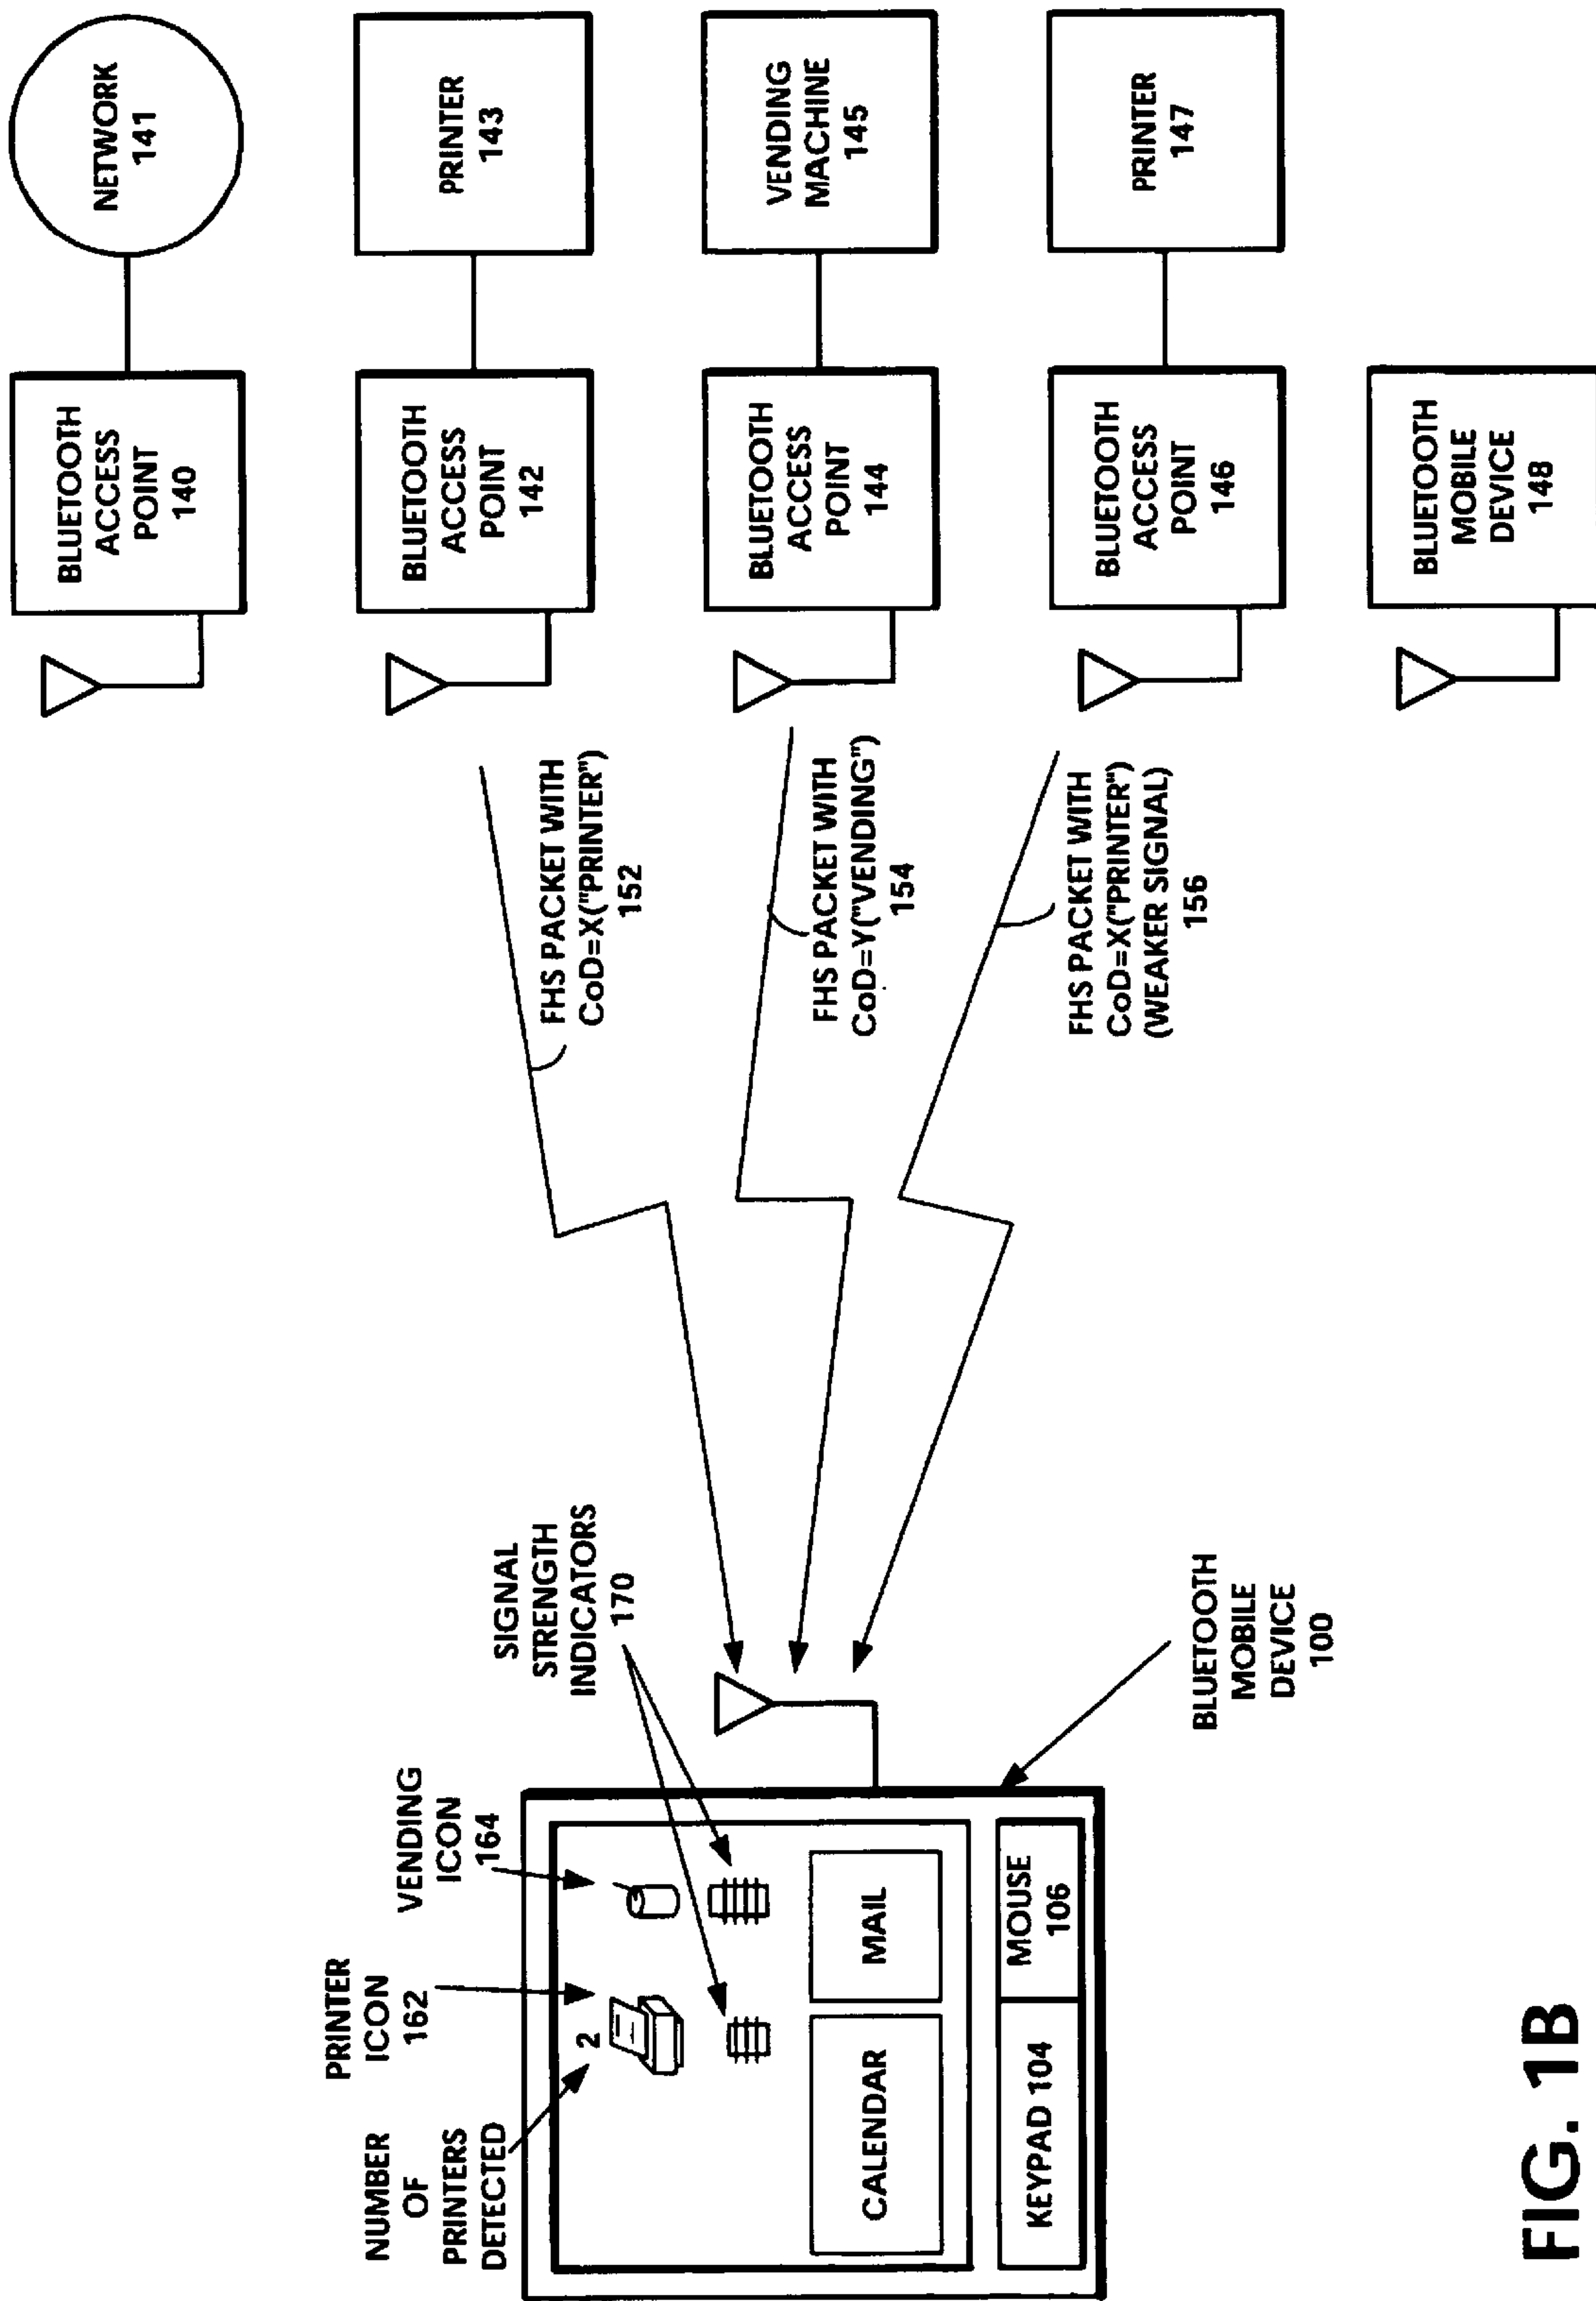 NUMBER
OF
PRINTERS
DETECTED
PRINTER
ICON
162
VENDING
ICON
164
SIGNAL
STRENGTH
INDICATORS
170
2
CALENDAR
MAIL
KEYPAD 104
MOUSE
106
BLUETOOTH
MOBILE
DEVICE
100
FHS PACKET WITH
CoD=X("PRINTER")
152
FHS PACKET WITH
CoD=Y("VENDING")
154
FHS PACKET WITH
CoD=X("PRINTER")
(WEAKER SIGNAL)
156
BLUETOOTH
ACCESS
POINT
140
NETWORK
141
BLUETOOTH
ACCESS
POINT
142
PRINTER
143
BLUETOOTH
ACCESS
POINT
144
VENDING
MACHINE
145
BLUETOOTH
ACCESS
POINT
146
PRINTER
147
BLUETOOTH
MOBILE
DEVICE
148
FIG. 1B